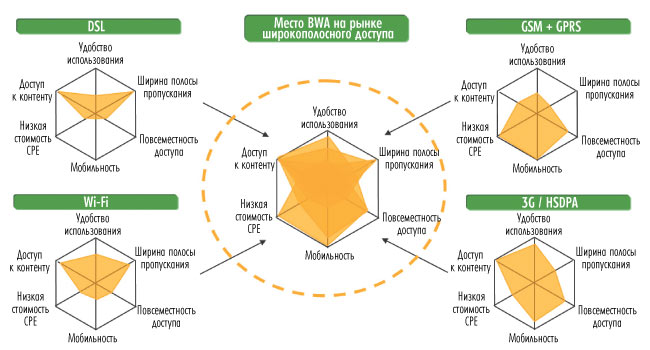 DSL
Удобство
использования
Доступ
к контенту
Ширина полосы
пропускания
Низкая
стоимость
CPE
Повсеместность
доступа
Мобильность
Место BWA на рынке
широкополосного доступа
Удобство
использования
Доступ
к контенту
Ширина полосы
пропускания
Низкая
стоимость
CPE
Повсеместность
доступа
Мобильность
GSM + GPRS
Удобство
использования
Доступ
к контенту
Ширина полосы
пропускания
Низкая
стоимость
CPE
Повсеместность
доступа
Мобильность
Wi-Fi
Удобство
использования
Доступ
к контенту
Ширина полосы
пропускания
Низкая
стоимость
CPE
Повсеместность
доступа
Мобильность
3G / HSDPA
Удобство
использования
Доступ
к контенту
Ширина полосы
пропускания
Низкая
стоимость
CPE
Повсеместность
доступа
Мобильность